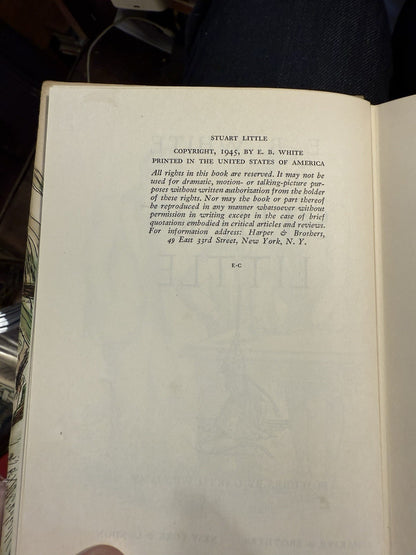 STUART LITTLE
COPYRIGHT, 1945, BY E. B. WHITE
PRINTED IN THE UNITED STATES OF AMERICA
All rights in this book are reserved. It may not be
used for dramatic, motion- or talking-picture pur-
poses without written authorization from the holder
of these rights. Nor may the book or part thereof
be reproduced in any manner whatsoever without
permission in writing except in the case of brief
quotations embodied in critical articles and reviews.
For information address: Harper & Brothers,
49 East 33rd Street, New York, N. Y.
E-C